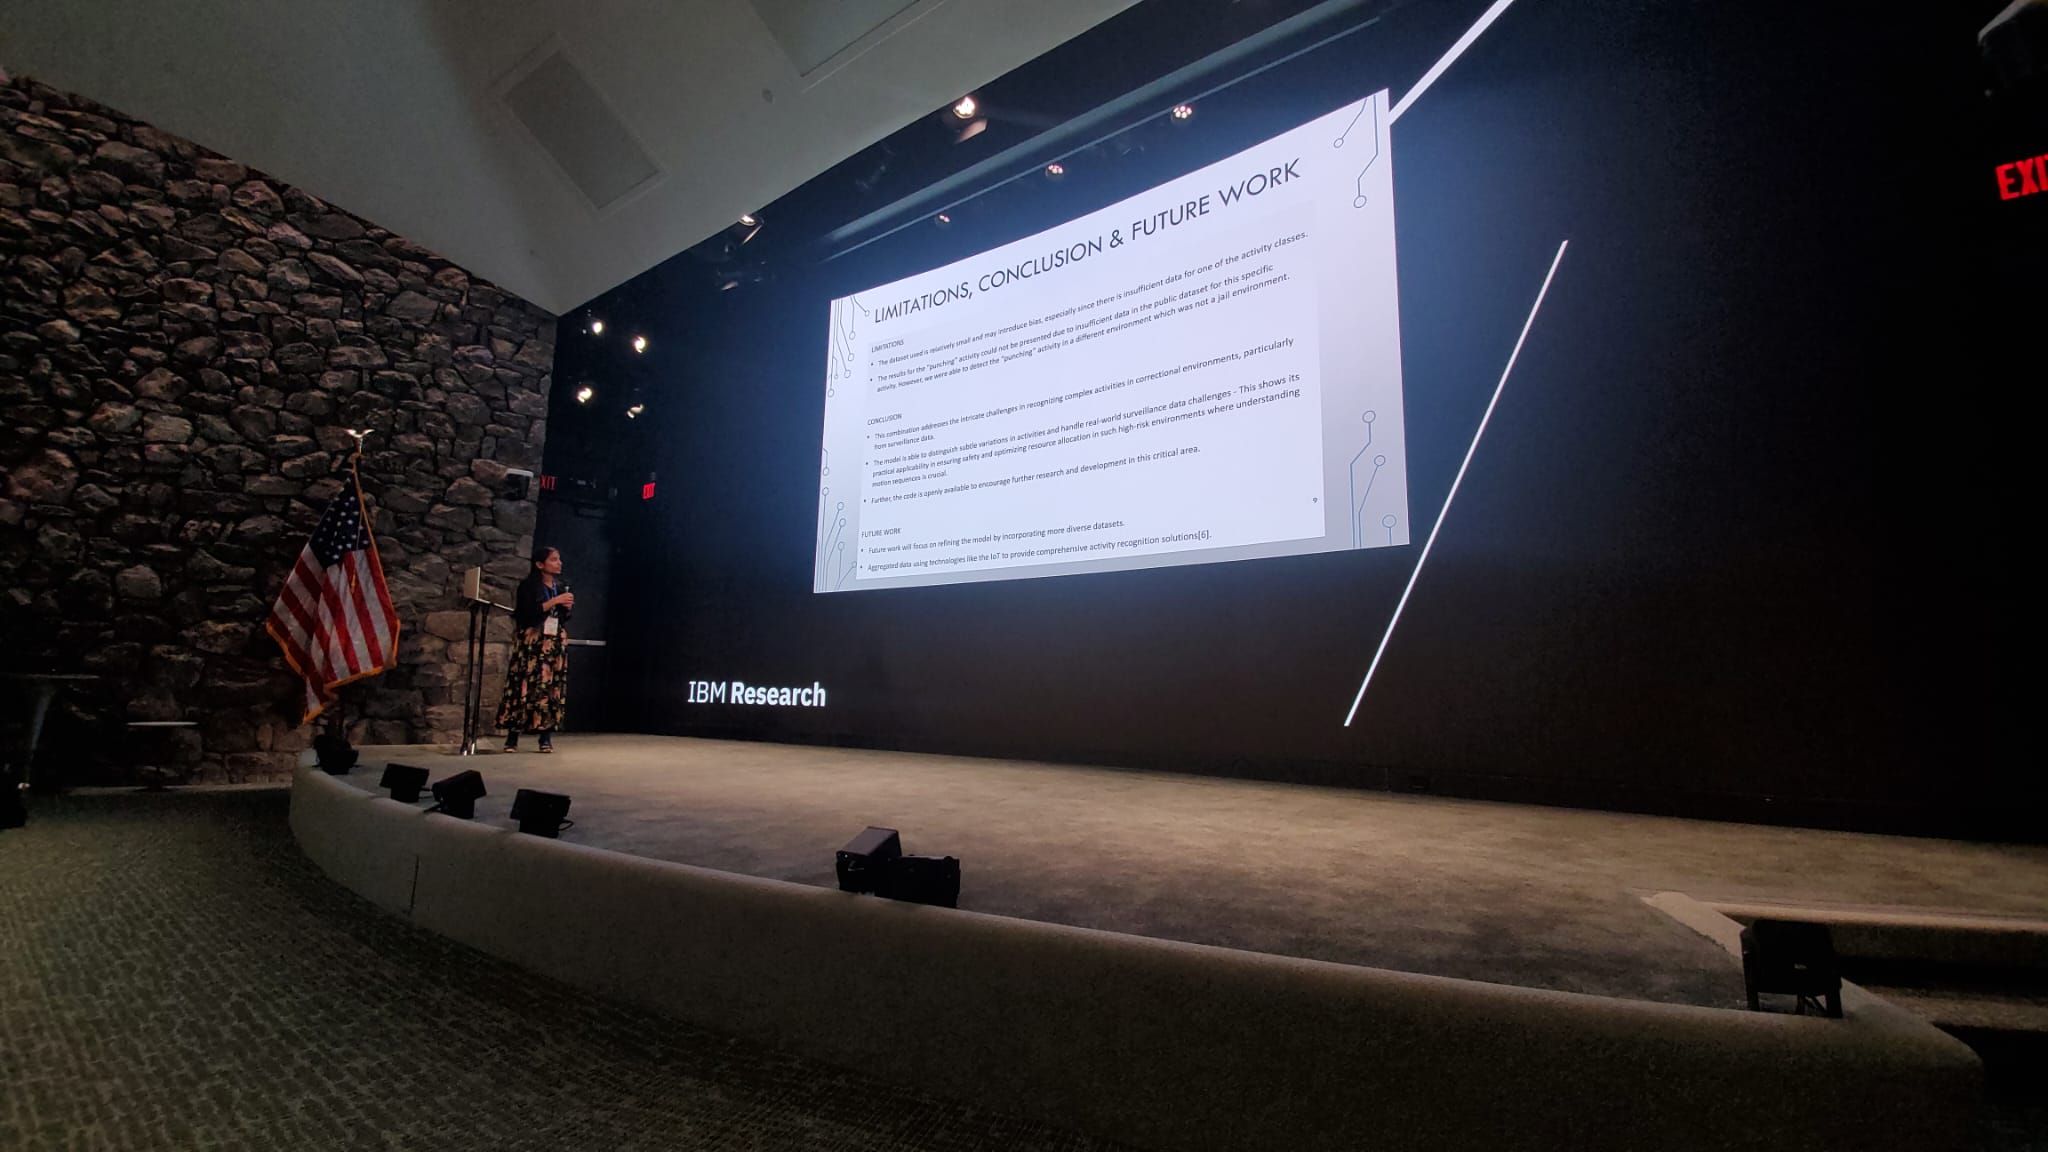 LIMITATIONS, CONCLUSION & FUTURE WORK
LIMITATIONS
• The dataset used is relatively small and may introduce bias, especially since there is insufficient data for one of the activity classes.
• The results for the "punching" activity could not be presented due to insufficient data in the public dataset for this specific
activity. However, we were able to detect the "punching" activity in a different environment which was not a jail environment.
CONCLUSION
• This combination addresses the intricate challenges in recognizing complex activities in correctional environments, particularly
from surveillance data.
• The model is able to distinguish subtle variations in activities and handle real-world surveillance data challenges - This shows its
practical applicability in ensuring safety and optimizing resource allocation in such high-risk environments where understanding
motion sequences is crucial.
• Further, the code is openly available to encourage further research and development in this critical area.
9
FUTURE WORK
• Future work will focus on refining the model by incorporating more diverse datasets.
• Aggregated data using technologies like the IoT to provide comprehensive activity recognition solutions[6].
IBM Research
EXI
XIT
EXIT